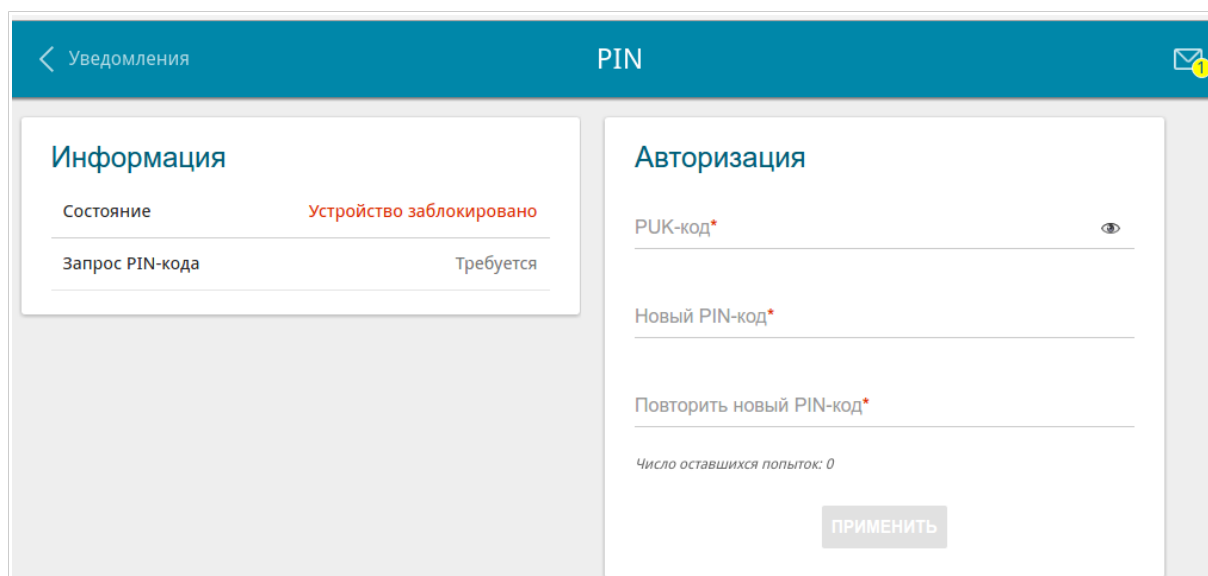 Уведомления
PIN
1
Информация
Состояние Устройство заблокировано
Запрос PIN-кода Требуется
Авторизация
PUK-код*
Новый PIN-код*
Повторить новый PIN-код*
Число оставшихся попыток: 0
ПРИМЕНИТЬ